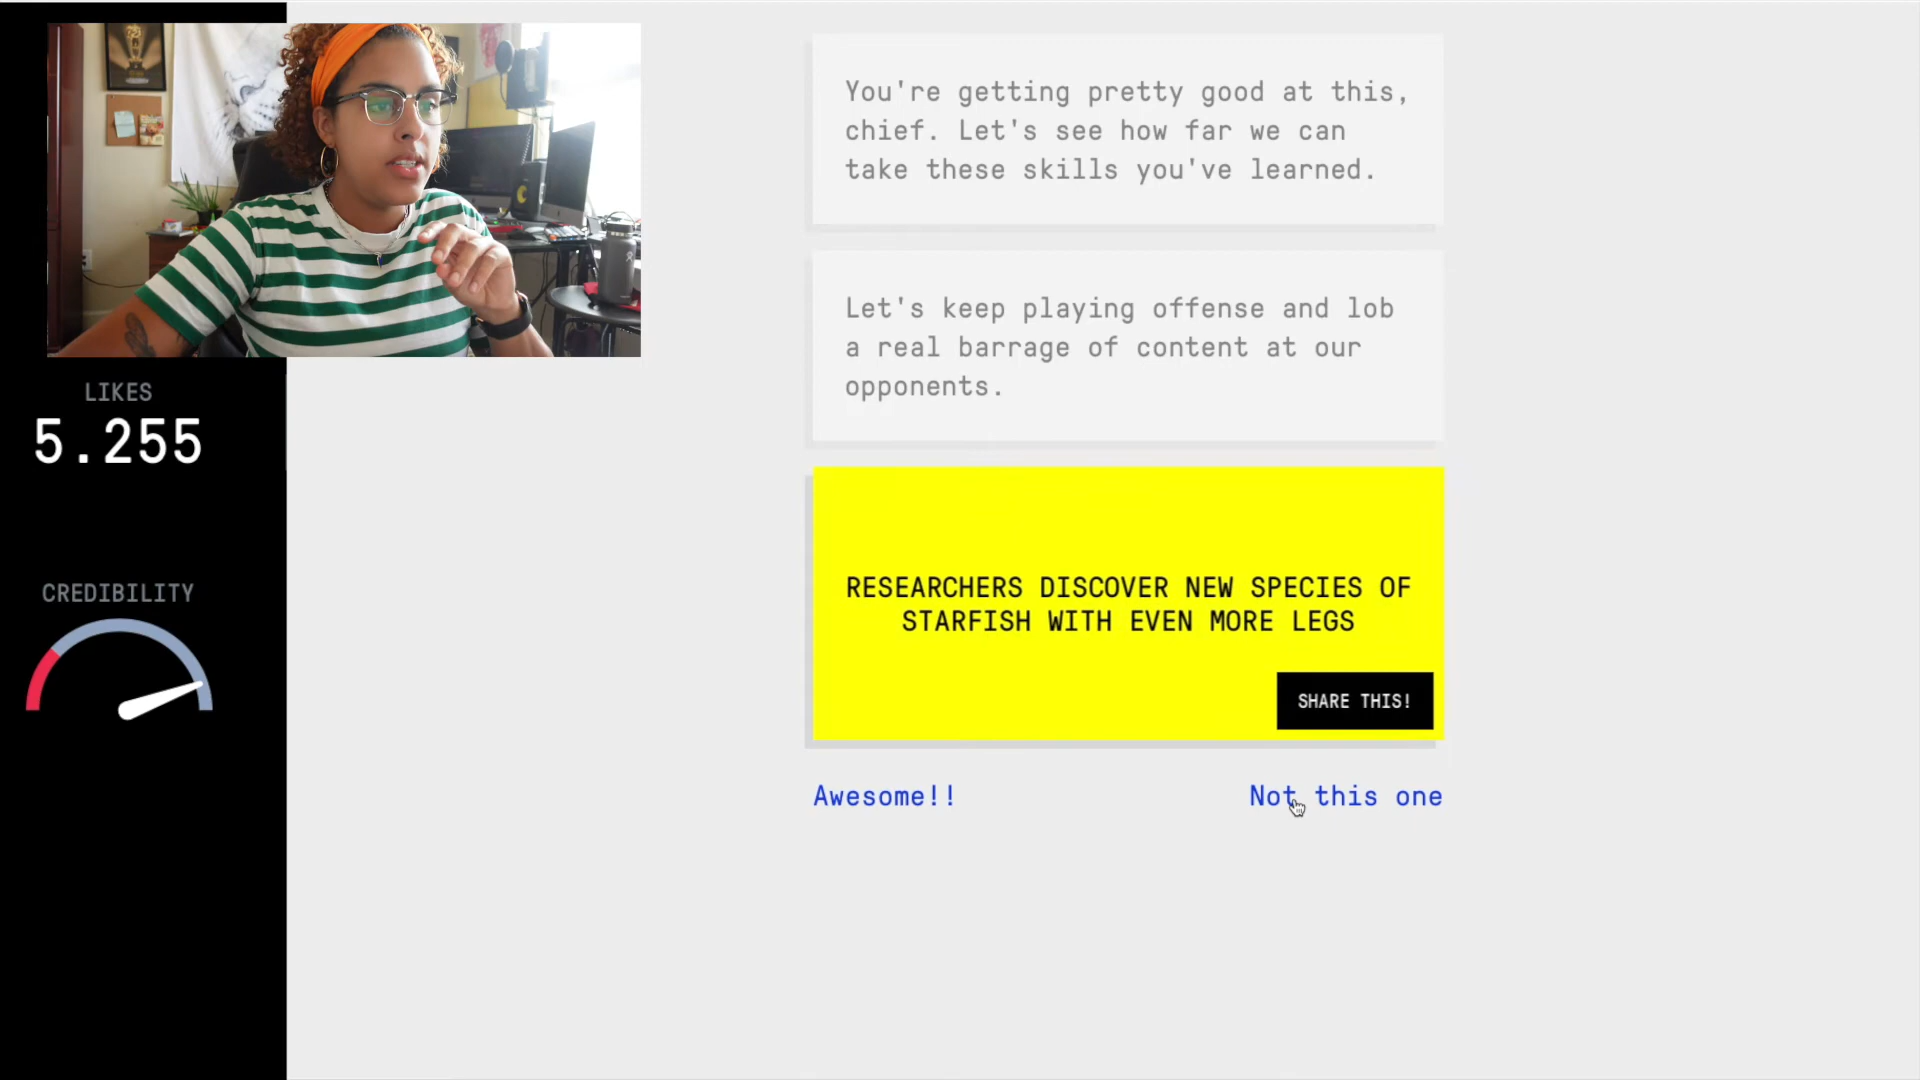 You're getting pretty good at this,
chief. Let's see how far we can
take these skills you've learned.
Let's keep playing offense and lob
a real barrage of content at our
opponents.
LIKES
5.255
CREDIBILITY
RESEARCHERS DISCOVER NEW SPECIES OF
STARFISH WITH EVEN MORE LEGS
SHARE THIS!
Awesome!!
Not this one